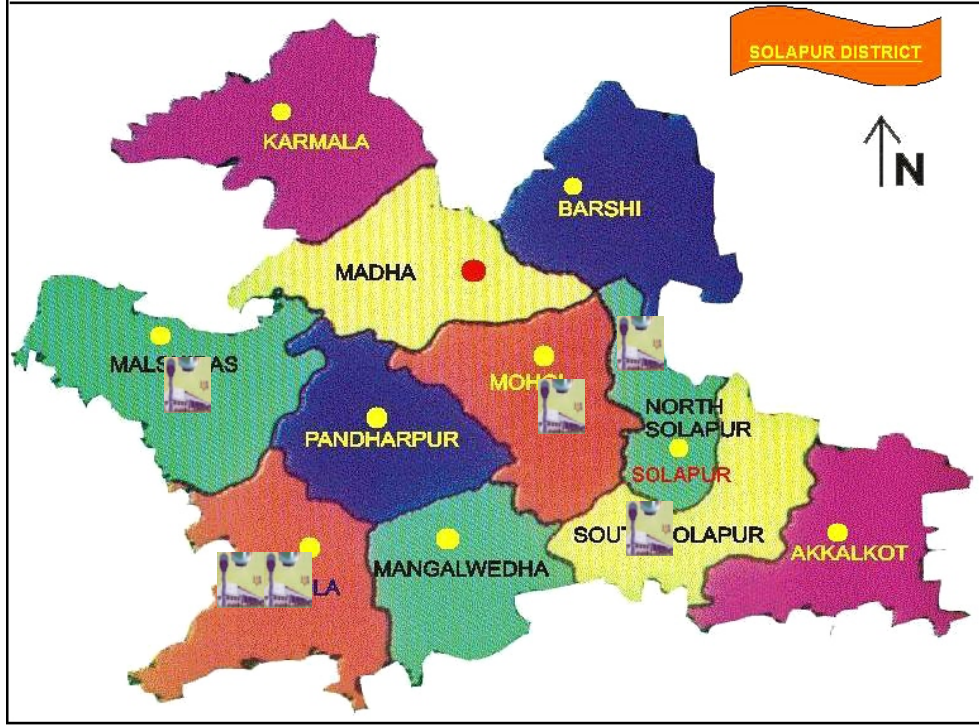 SOLAPUR DISTRICT
KARMALA
N
BARSHI
MADHA
PANDHARPUR
NORTH
SOLAPUR
SOLAPUR
AKKALKOT
MANGALWEDHA